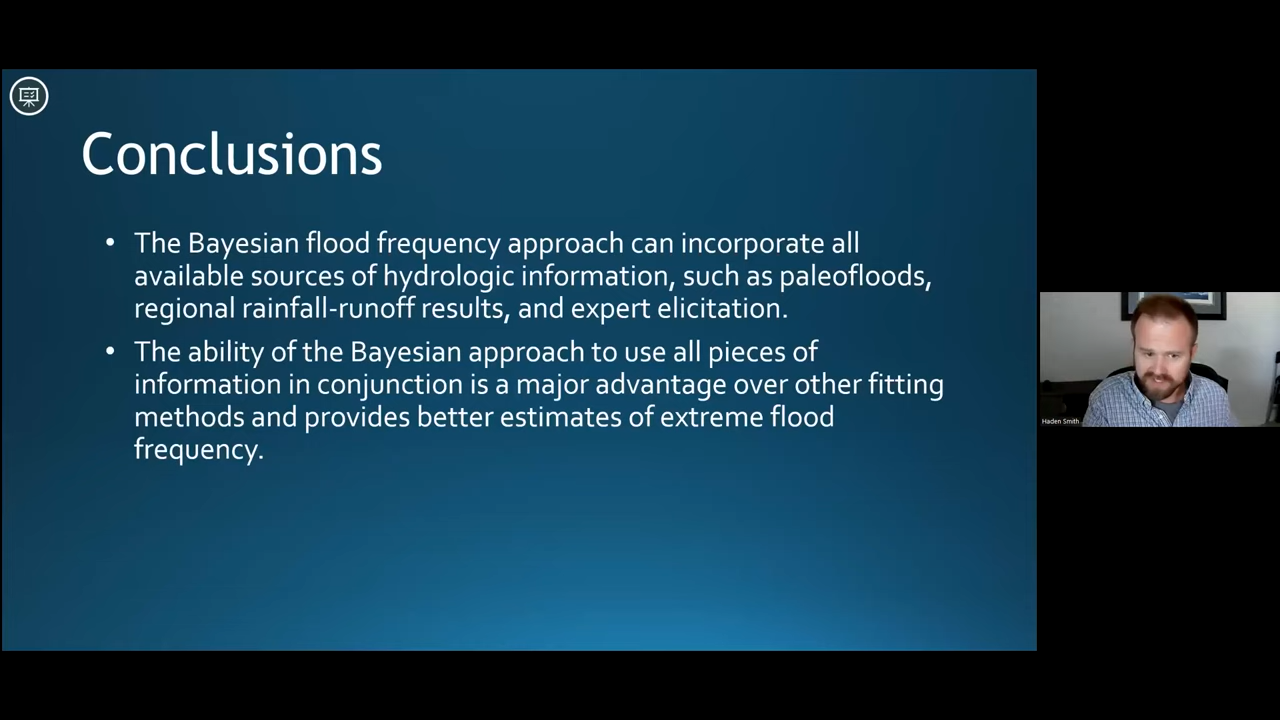 Conclusions
• The Bayesian flood frequency approach can incorporate all
available sources of hydrologic information, such as paleofloods,
regional rainfall-runoff results, and expert elicitation.
• The ability of the Bayesian approach to use all pieces of
information in conjunction is a major advantage over other fitting
methods and provides better estimates of extreme flood
frequency.
Haden Smith